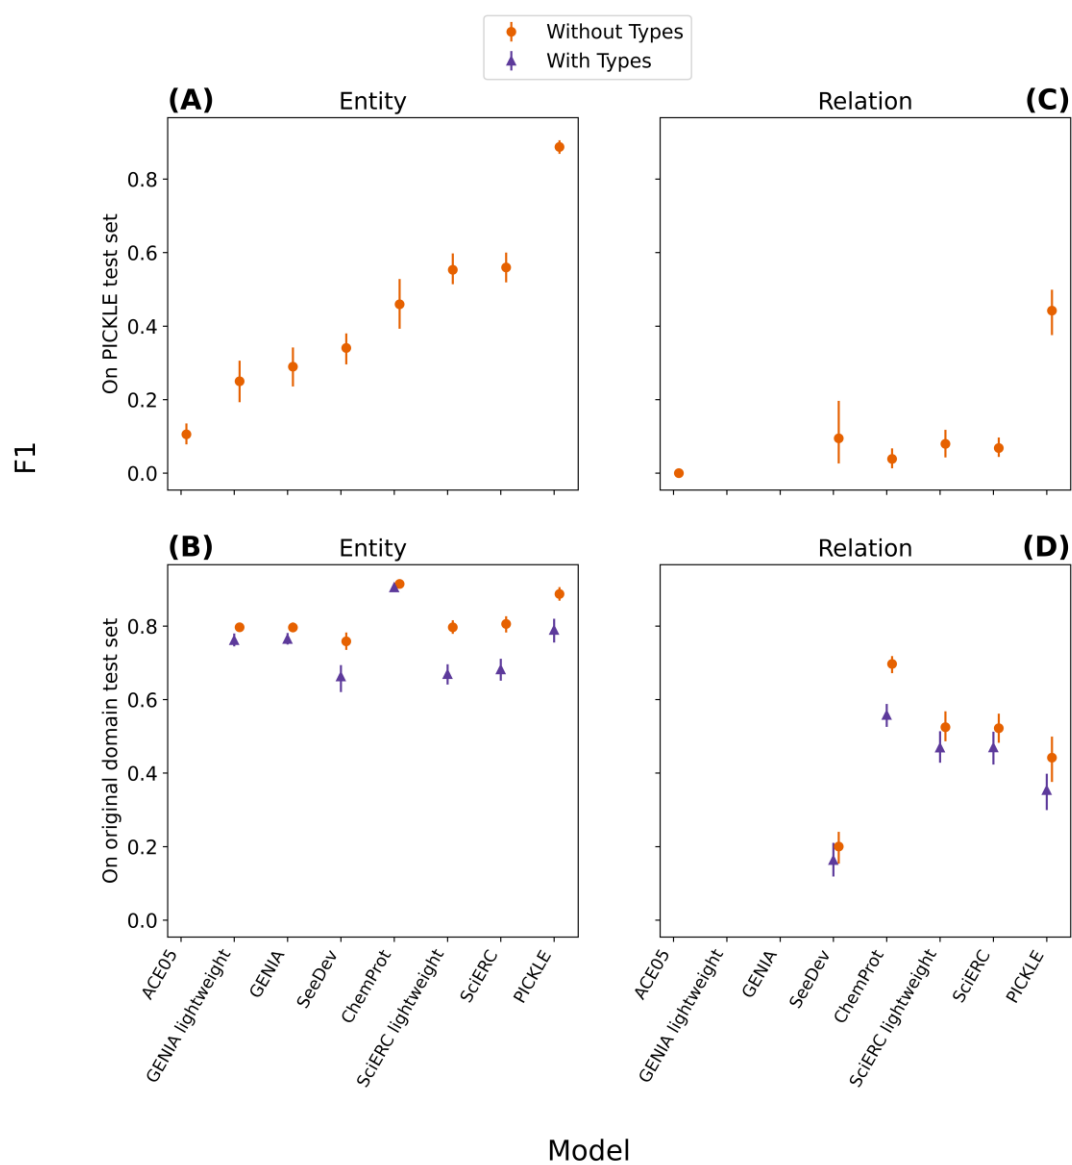 Without Types
With Types
(A)
Entity
Relation
(C)
On PICKLE test set
0.8
0.6
0.4
0.2
0.0
F1
(B)
Entity
Relation
(D)
On original domain test set
0.8
0.6
0.4
0.2
0.0
ACE05
GENIA lightweight
GENIA
SeeDev
ChemProt
SciERC lightweight
SciERC
PICKLE
ACE05
GENIA lightweight
GENIA
SeeDev
ChemProt
SciERC lightweight
SciERC
PICKLE
Model